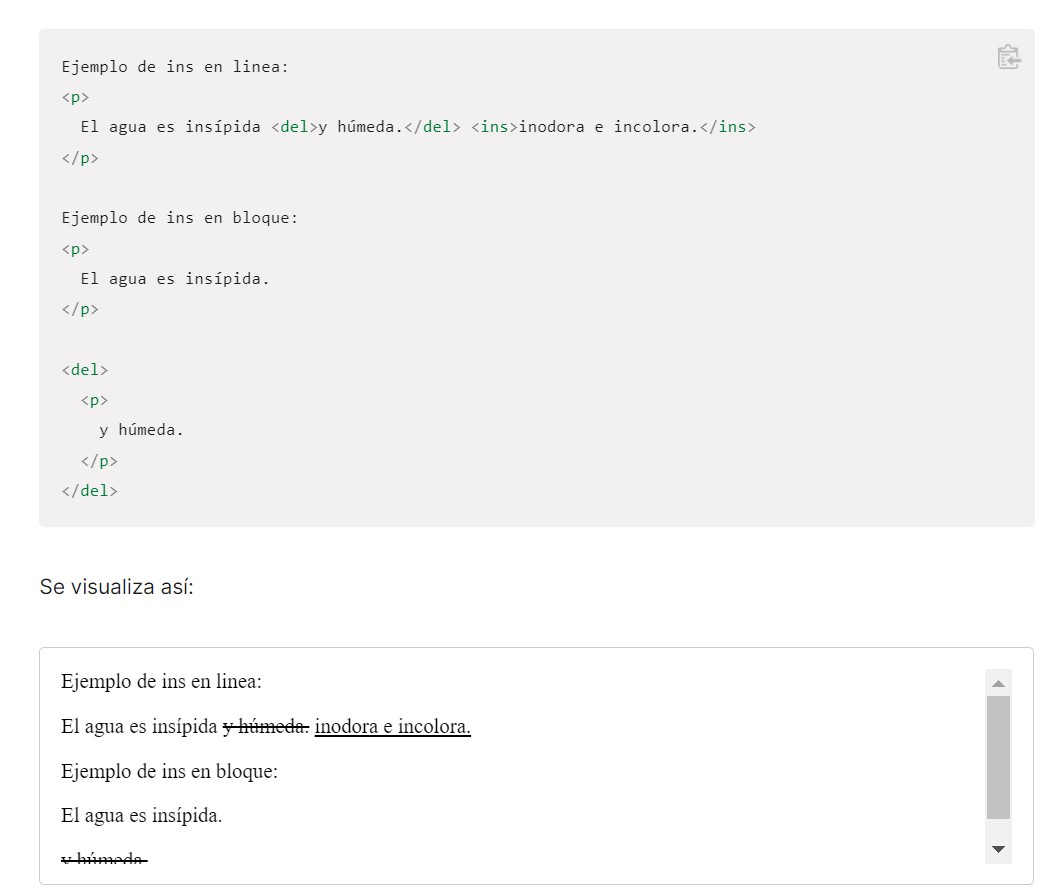 Ejemplo de ins en linea:
<p>
  El agua es insípida <del>y húmeda.</del> <ins>inodora e incolora.</ins>
</p>
Ejemplo de ins en bloque:
<p>
  El agua es insípida.
</p>
<del>
  <p>
    y húmeda.
  </p>
</del>
Se visualiza así:
Ejemplo de ins en linea:
El agua es insípida y húmeda. inodora e incolora.
Ejemplo de ins en bloque:
El agua es insípida.
y húmeda.